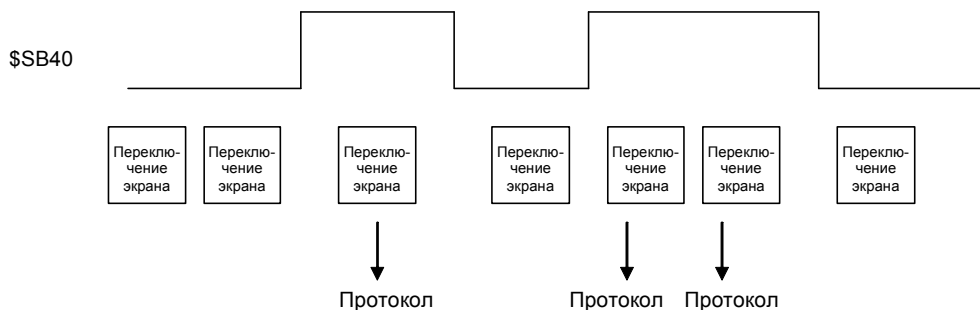 $SB40
Переклю-
чение
экрана
Переклю-
чение
экрана
Переклю-
чение
экрана
Переклю-
чение
экрана
Переклю-
чение
экрана
Переклю-
чение
экрана
Переклю-
чение
экрана
Протокол
Протокол
Протокол